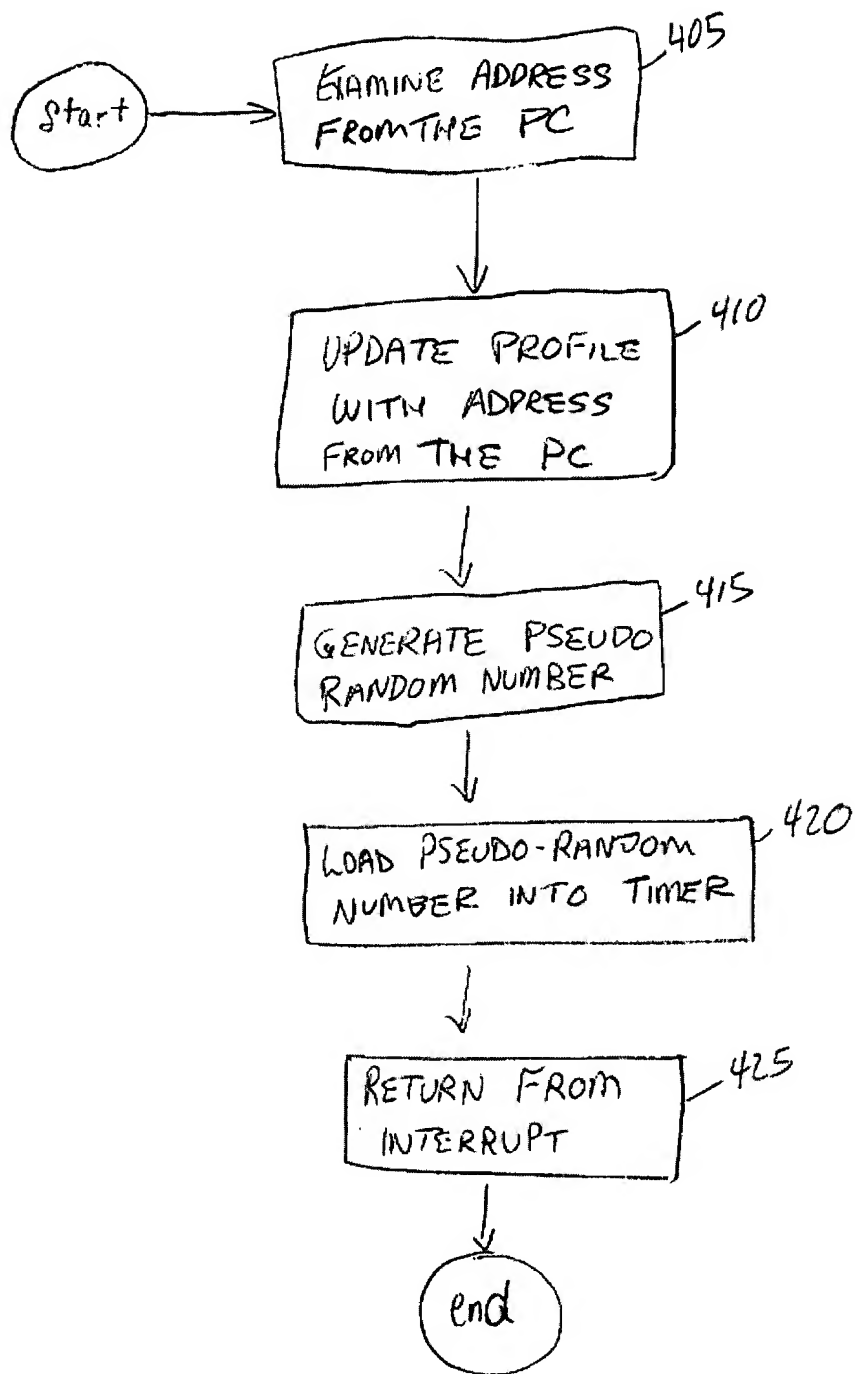 Start
405
EXAMINE ADDRESS
FROM THE PC
410
UPDATE PROFILE
WITH ADDRESS
FROM THE PC
415
GENERATE PSEUDO
RANDOM NUMBER
420
LOAD PSEUDO-RANDOM
NUMBER INTO TIMER
425
RETURN FROM
INTERRUPT
end